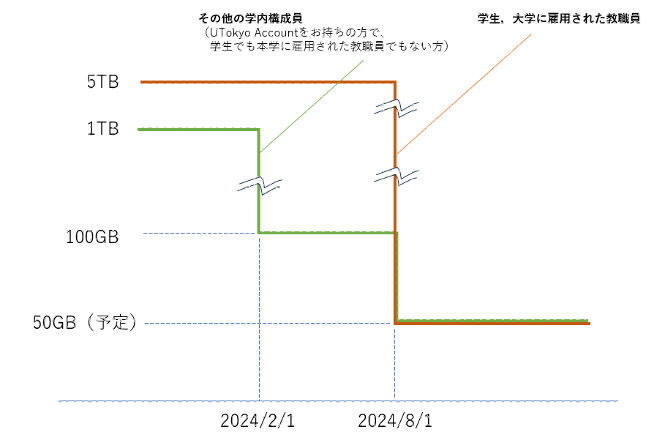 その他の学内構成員
（UTokyo Accountをお持ちの方で、
学生でも本学に雇用された教職員でもない方）
学生，大学に雇用された教職員
5TB
1TB
100GB
50GB（予定）
2024/2/1
2024/8/1